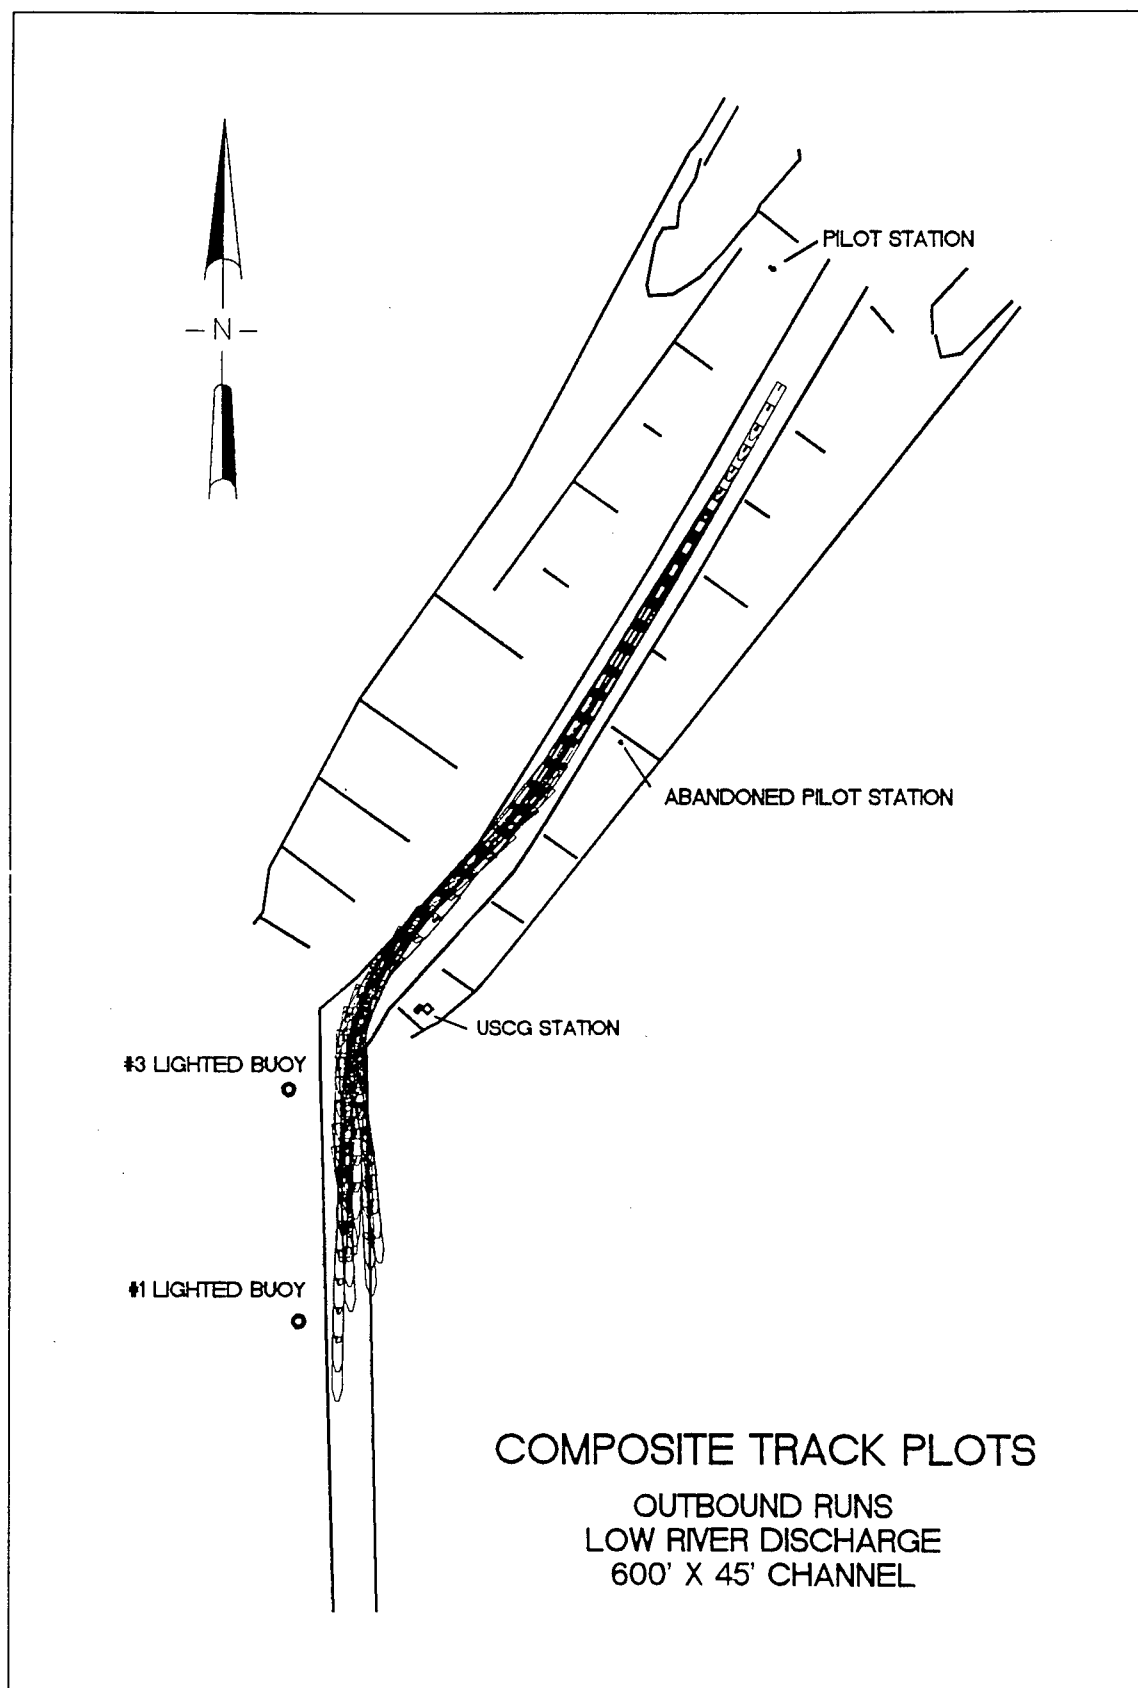 PILOT STATION
- N -
ABANDONED PILOT STATION
USCG STATION
#3 LIGHTED BUOY
#1 LIGHTED BUOY
COMPOSITE TRACK PLOTS
OUTBOUND RUNS
LOW RIVER DISCHARGE
600' X 45' CHANNEL